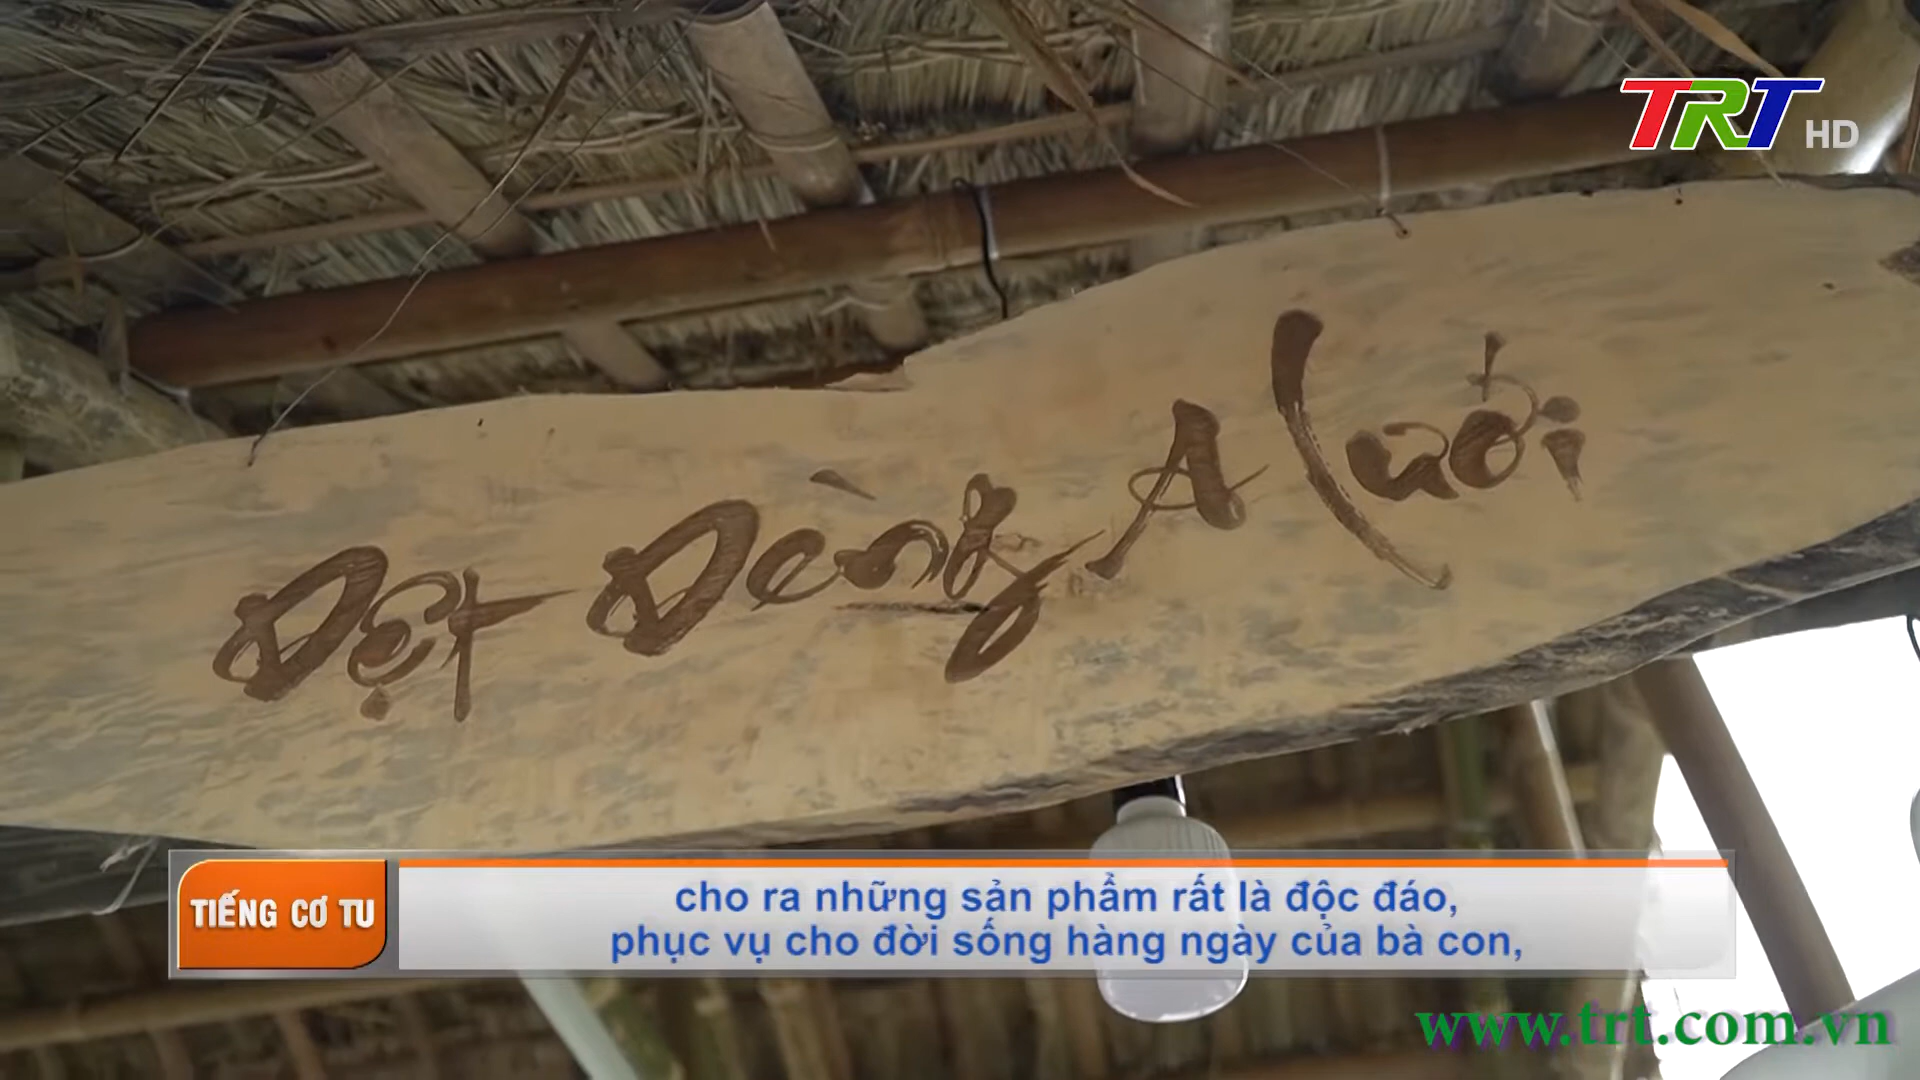 TRT HD
Dệt Dèng A Lưới
TIẾNG CƠ TU
cho ra những sản phẩm rất là độc đáo,
phục vụ cho đời sống hàng ngày của bà con,
www.trt.com.vn